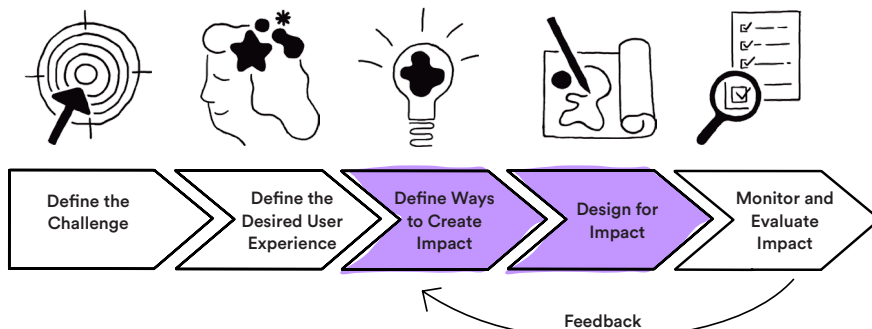 Define the
Challenge
Define the
Desired User
Experience
Define Ways
to Create
Impact
Design for
Impact
Monitor and
Evaluate
Impact
Feedback